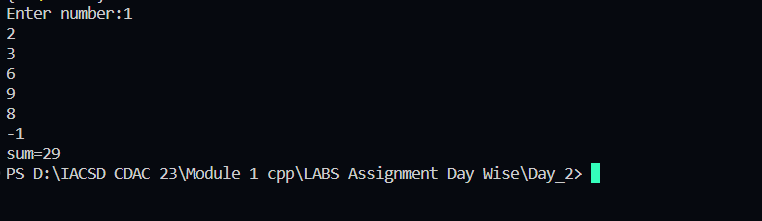 Enter number:1
2
3
6
9
8
-1
sum=29
PS D:\IACSD CDAC 23\Module 1 cpp\LABS Assignment Day Wise\Day_2>